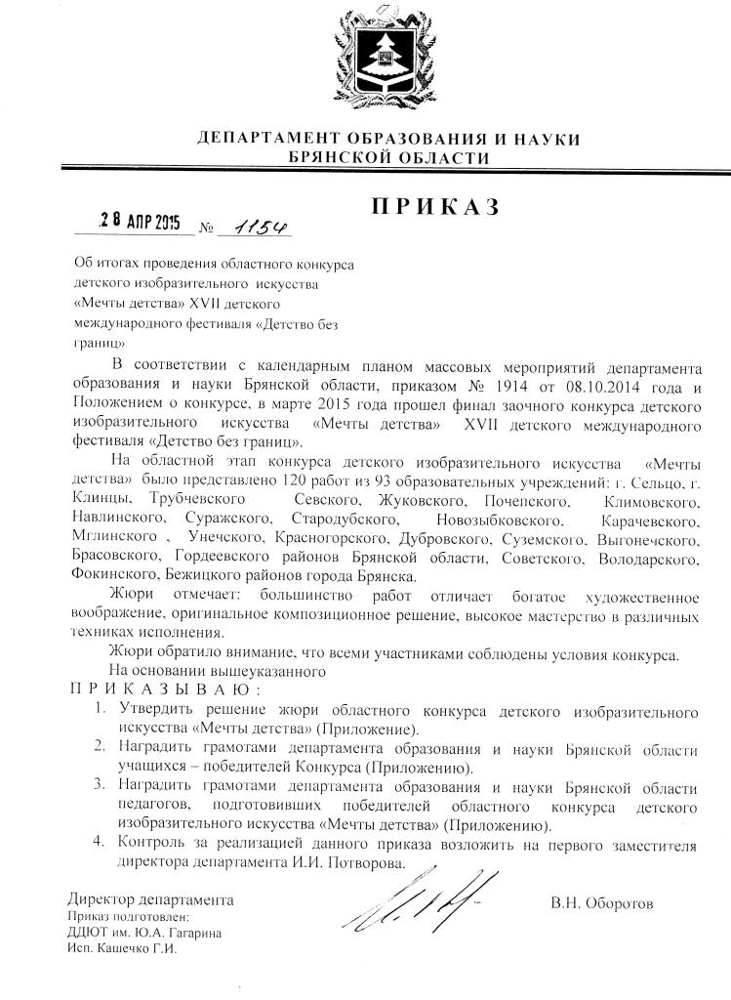 ДЕПАРТАМЕНТ ОБРАЗОВАНИЯ И НАУКИ
БРЯНСКОЙ ОБЛАСТИ
ПРИКАЗ
28 АПР 2015 № 1154
Об итогах проведения областного конкурса
детского изобразительного искусства
«Мечты детства» XVII детского
международного фестиваля «Детство без
границ»
В соответствии с календарным планом массовых мероприятий департамента
образования и науки Брянской области, приказом № 1914 от 08.10.2014 года и
Положением о конкурсе, в марте 2015 года прошел финал заочного конкурса детского
изобразительного искусства «Мечты детства» XVII детского международного
фестиваля «Детство без границ».
На областной этап конкурса детского изобразительного искусства «Мечты
детства» было представлено 120 работ из 93 образовательных учреждений: г. Сельцо, г.
Клинцы, Трубчевского Севского, Жуковского, Почепского, Климовского,
Навлинского, Суражского, Стародубского, Новозыбковского, Карачевского,
Мглинского , Унечского, Красногорского, Дубровского, Суземского, Выгонечского,
Брасовского, Гордеевского районов Брянской области, Советского, Володарского,
Фокинского, Бежицкого районов города Брянска.
Жюри отмечает: большинство работ отличает богатое художественное
воображение, оригинальное композиционное решение, высокое мастерство в различных
техниках исполнения.
Жюри обратило внимание, что всеми участниками соблюдены условия конкурса.
На основании вышеуказанного
П Р И К А З Ы В А Ю :
1. Утвердить решение жюри областного конкурса детского изобразительного
искусства «Мечты детства» (Приложение).
2. Наградить грамотами департамента образования и науки Брянской области
учащихся – победителей Конкурса (Приложению).
3. Наградить грамотами департамента образования и науки Брянской области
педагогов, подготовивших победителей областного конкурса детского
изобразительного искусства «Мечты детства» (Приложению).
4. Контроль за реализацией данного приказа возложить на первого заместителя
директора департамента И.И. Потворова.
Директор департамента В.Н. Оборотов
Приказ подготовлен:
ДДЮТ им. Ю.А. Гагарина
Исп. Кашечко Г.И.